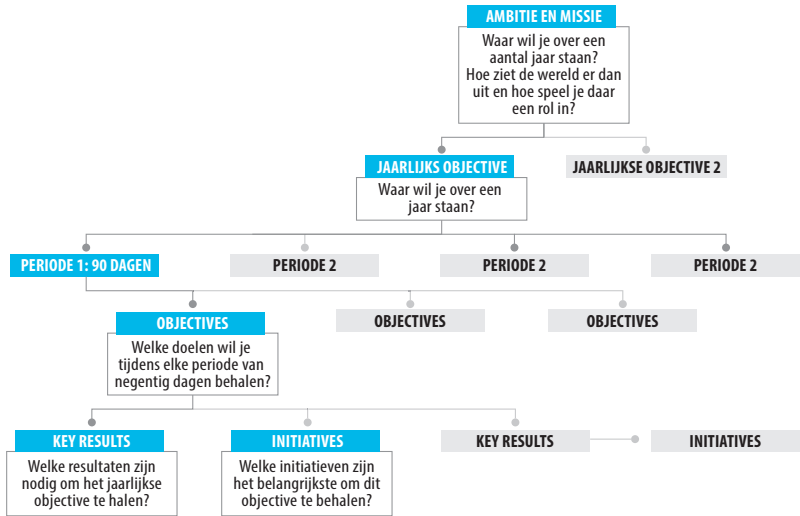 AMBITIE EN MISSIE
Waar wil je over een
aantal jaar staan?
Hoe ziet de wereld er dan
uit en hoe speel je daar
een rol in?
JAARLIJKS OBJECTIVE
Waar wil je over een
jaar staan?
JAARLIJKSE OBJECTIVE 2
PERIODE 1: 90 DAGEN
PERIODE 2
PERIODE 2
PERIODE 2
OBJECTIVES
Welke doelen wil je
tijdens elke periode van
negentig dagen behalen?
OBJECTIVES
OBJECTIVES
KEY RESULTS
Welke resultaten zijn
nodig om het jaarlijkse
objective te halen?
INITIATIVES
Welke initiatieven zijn
het belangrijkste om dit
objective te behalen?
KEY RESULTS
INITIATIVES